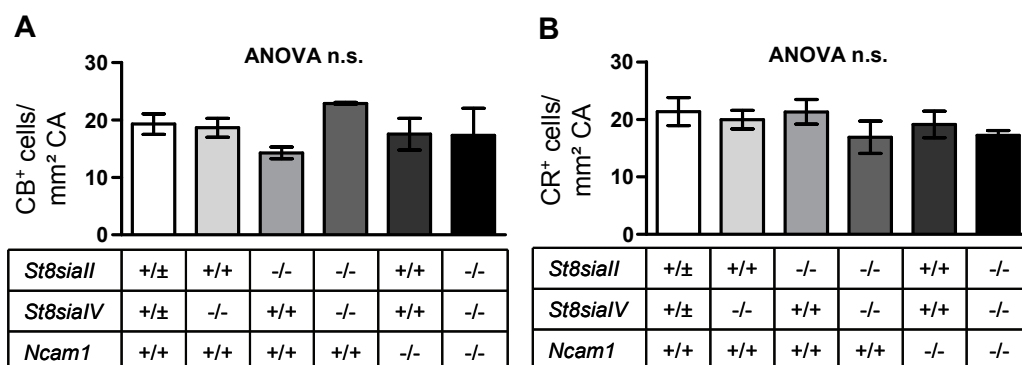 A
ANOVA n.s.
CB⁺ cells/
mm² CA
30
20
10
0
St8siaII +/± +/+ -/- -/- +/+ -/-
St8siaIV +/± -/- +/+ -/- +/+ -/-
Ncam1 +/+ +/+ +/+ +/+ -/- -/-
B
ANOVA n.s.
CR⁺ cells/
mm² CA
30
20
10
0
St8siaII +/± +/+ -/- -/- +/+ -/-
St8siaIV +/± -/- +/+ -/- +/+ -/-
Ncam1 +/+ +/+ +/+ +/+ -/- -/-